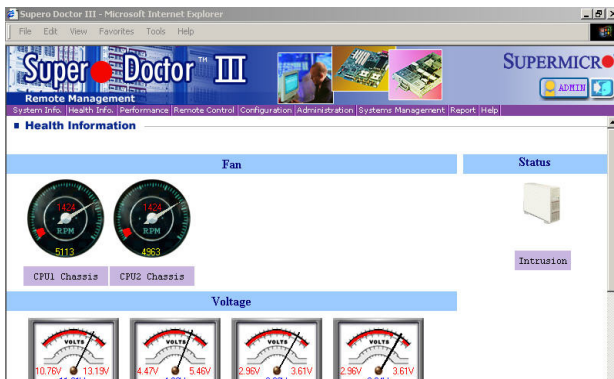 Supero Doctor III - Microsoft Internet Explorer
File Edit View Favorites Tools Help
Super Doctor™ III
SUPERMICR
Remote Management
ADMIN
System Info. |Health Info. |Performance |Remote Control |Configuration |Administration |Systems Management |Report |Help|
Health Information
Fan
Status
1424
RPM
5113
1424
RPM
4963
CPU1 Chassis
CPU2 Chassis
Intrusion
Voltage
VOLTS
10.76V 13.19V
VOLTS
4.47V 5.46V
VOLTS
2.96V 3.61V
VOLTS
2.96V 3.61V